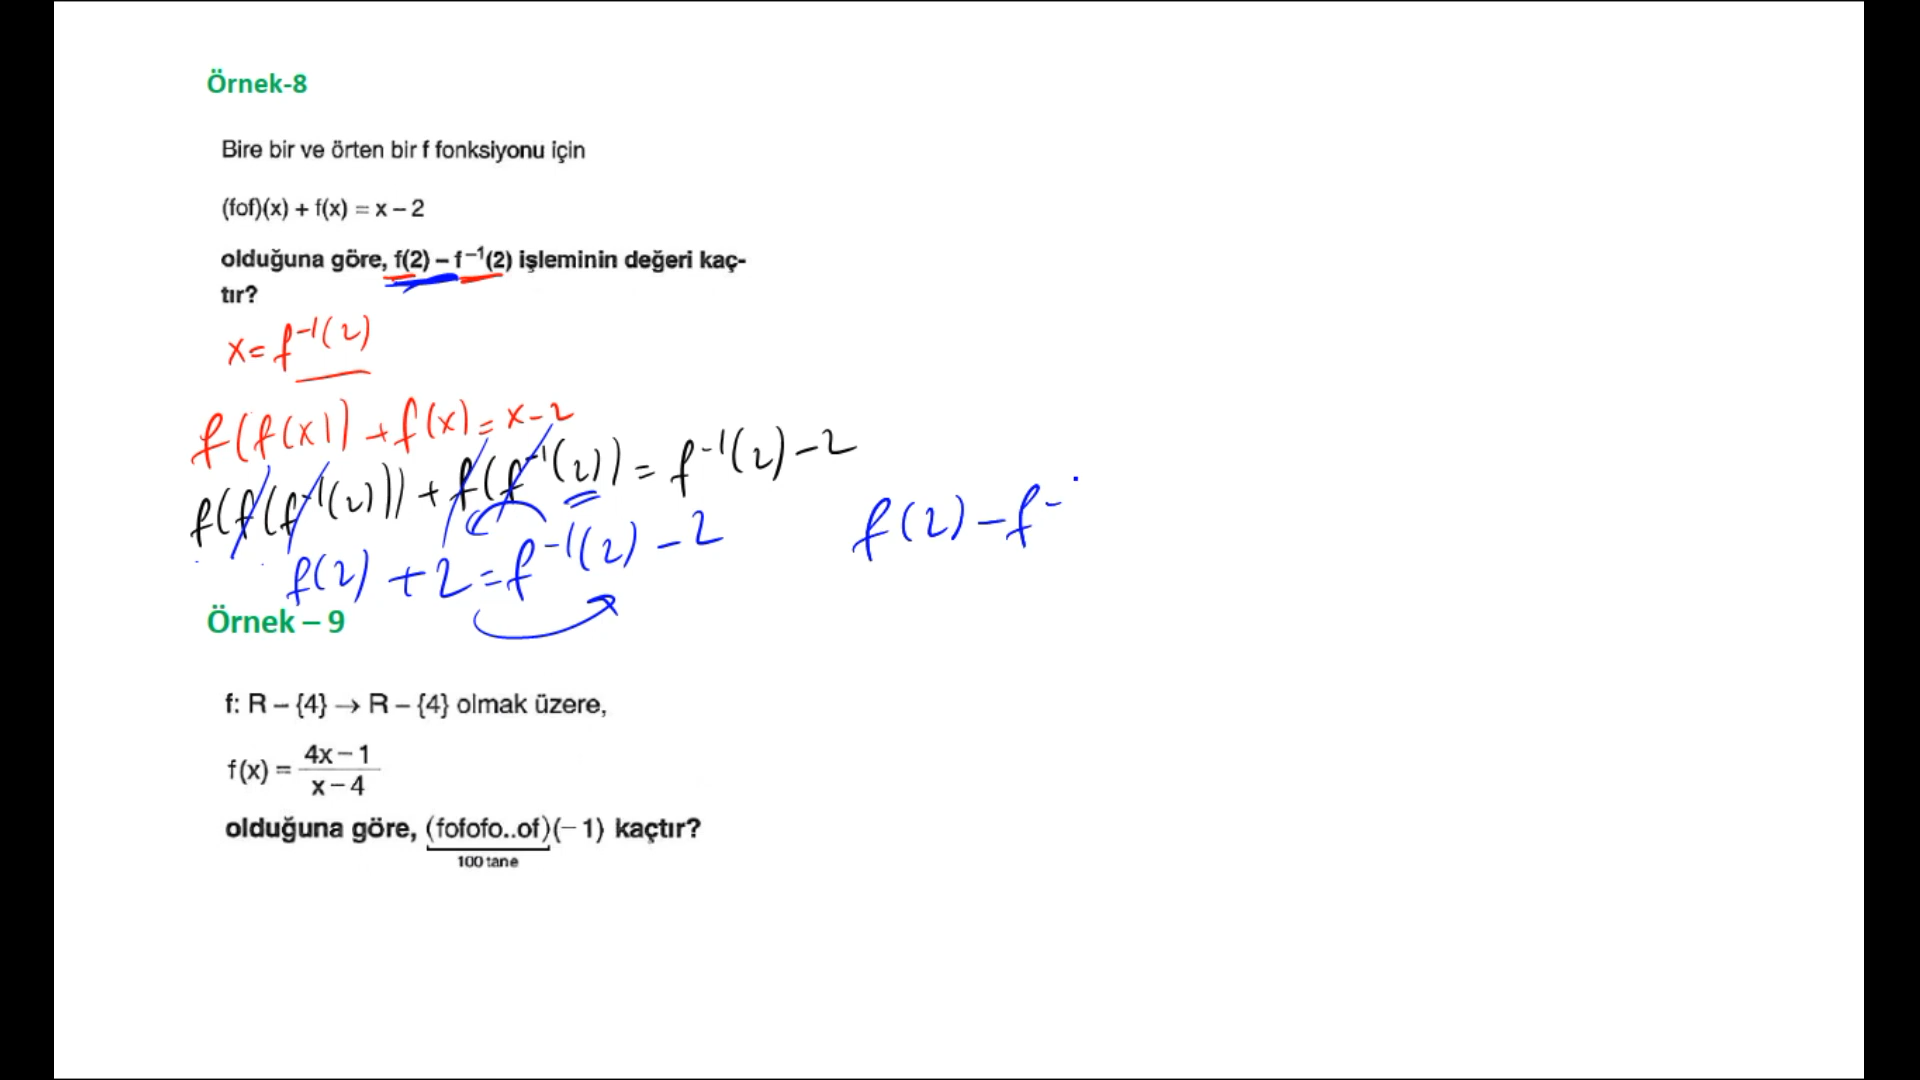 Örnek-8
Bire bir ve örten bir f fonksiyonu için
(fof)(x) + f(x) = x – 2
olduğuna göre, f(2) – f⁻¹(2) işleminin değeri kaç-
tır?
x = f⁻¹(2)
f(f(x)) + f(x) = x-2
f(f(f⁻¹(2))) + f(f⁻¹(2)) = f⁻¹(2) - 2
f(2) + 2 = f⁻¹(2) - 2
f(2) - f⁻
Örnek – 9
f: R – {4} → R – {4} olmak üzere,
f(x) = 4x – 1
x – 4
olduğuna göre, (fofofo..of)(– 1) kaçtır?
100 tane